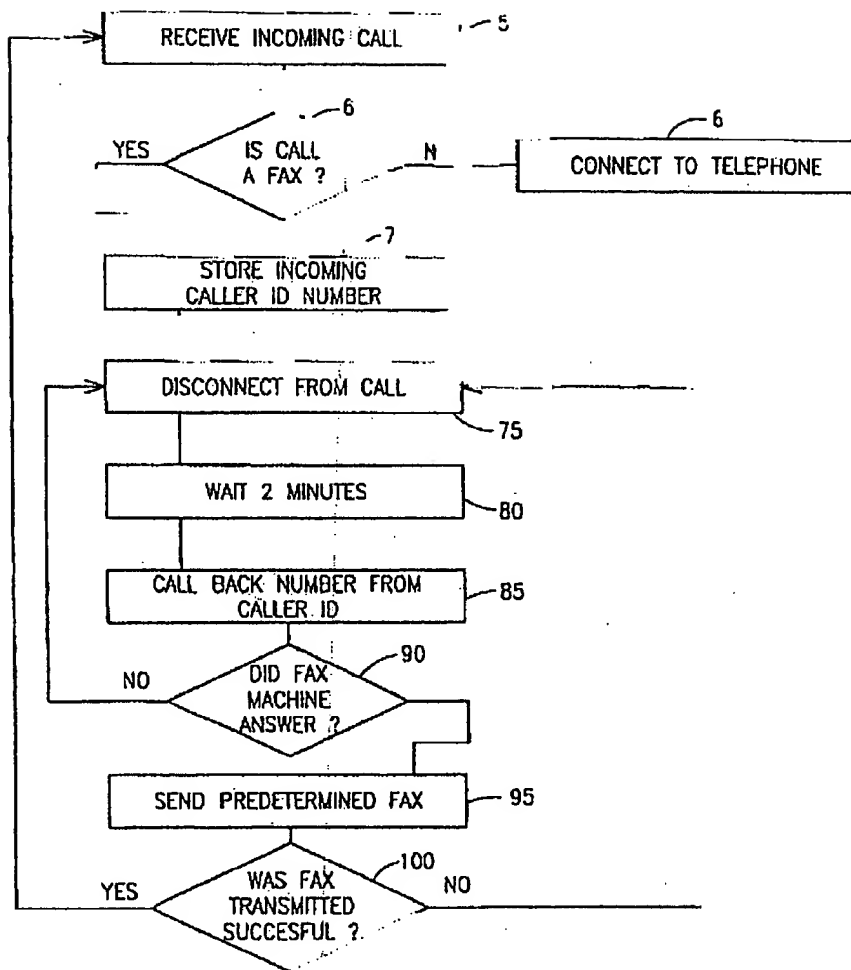 RECEIVE INCOMING CALL
5
6
YES
IS CALL
A FAX ?
N
6
CONNECT TO TELEPHONE
7
STORE INCOMING
CALLER ID NUMBER
DISCONNECT FROM CALL
75
WAIT 2 MINUTES
80
CALL BACK NUMBER FROM
CALLER ID
85
90
NO
DID FAX
MACHINE
ANSWER ?
SEND PREDETERMINED FAX
95
100
YES
WAS FAX
TRANSMITTED
SUCCESFUL ?
NO